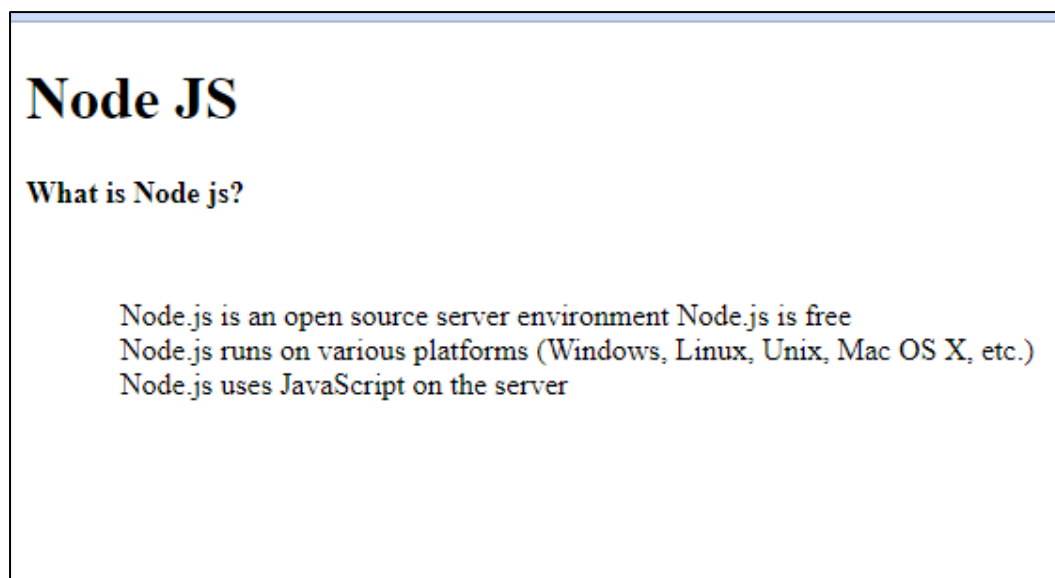 Node JS
What is Node js?
Node.js is an open source server environment Node.js is free
Node.js runs on various platforms (Windows, Linux, Unix, Mac OS X, etc.)
Node.js uses JavaScript on the server